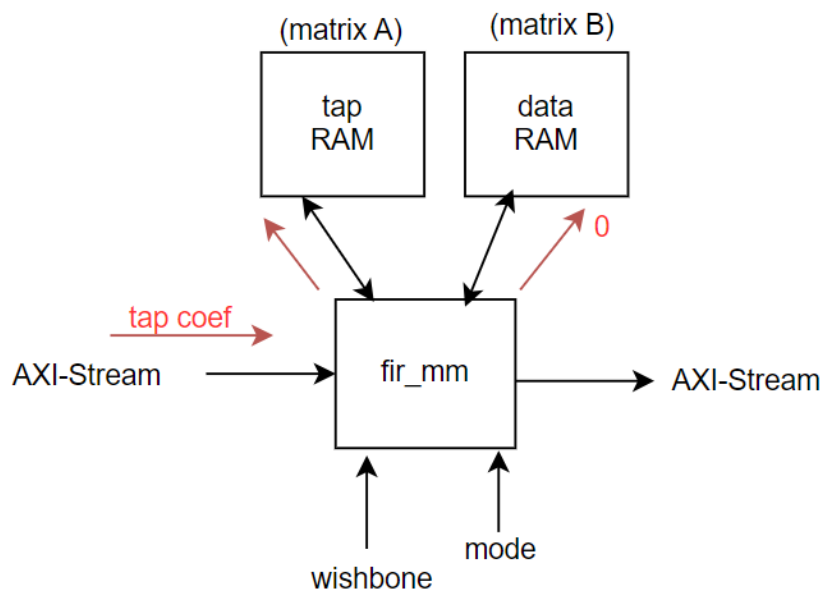 (matrix A)
(matrix B)
tap
RAM
data
RAM
0
tap coef
AXI-Stream
fir_mm
AXI-Stream
mode
wishbone